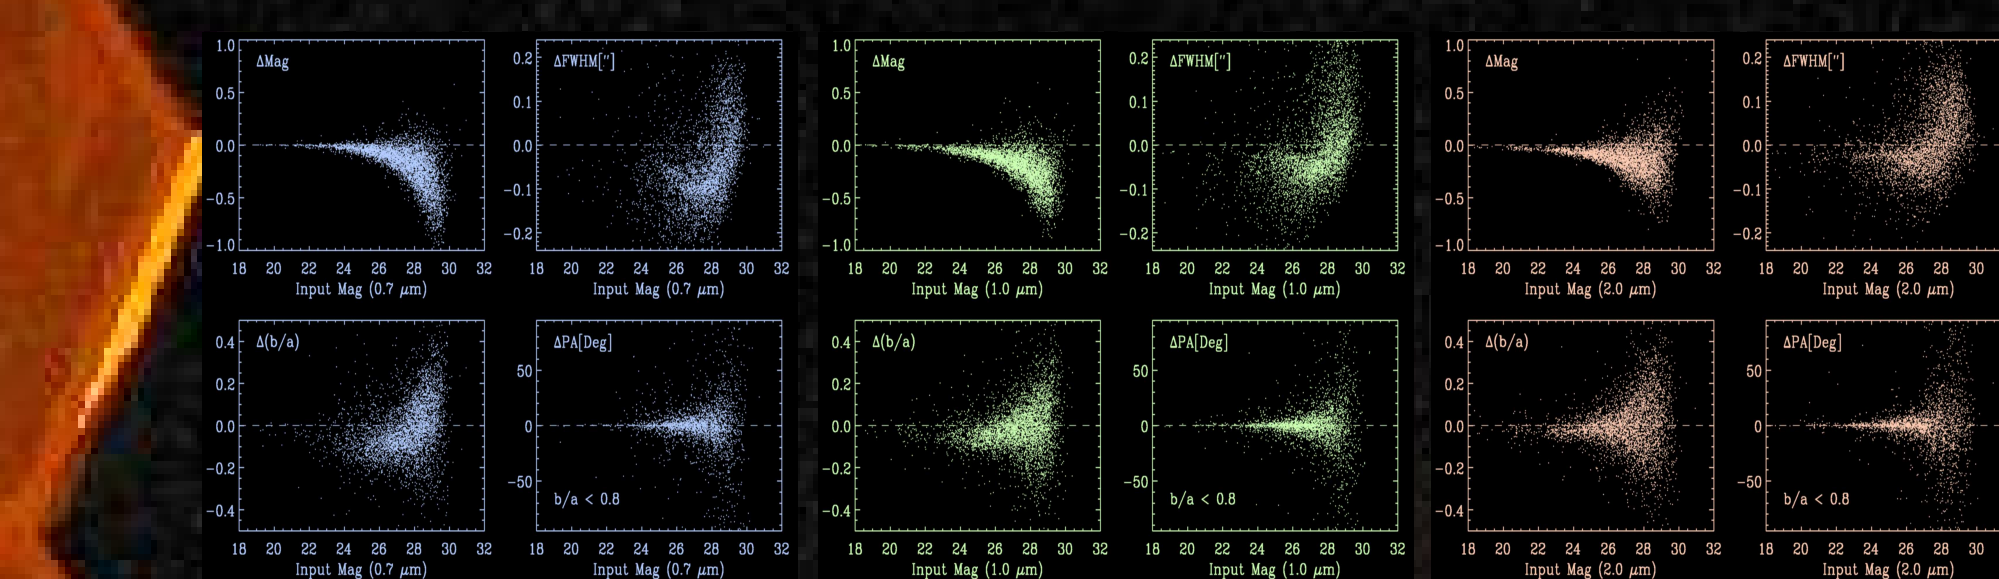 1.0 ΔMag 0.5 0.0 −0.5 −1.0
18 20 22 24 26 28 30 32
Input Mag (0.7 μm)
0.2 ΔFWHM["] 0.1 0.0 −0.1 −0.2
18 20 22 24 26 28 30 32
Input Mag (0.7 μm)
1.0 ΔMag 0.5 0.0 −0.5 −1.0
18 20 22 24 26 28 30 32
Input Mag (1.0 μm)
0.2 ΔFWHM["] 0.1 0.0 −0.1 −0.2
18 20 22 24 26 28 30 32
Input Mag (1.0 μm)
1.0 ΔMag 0.5 0.0 −0.5 −1.0
18 20 22 24 26 28 30 32
Input Mag (2.0 μm)
0.2 ΔFWHM["] 0.1 0.0 −0.1 −0.2
18 20 22 24 26 28 30
Input Mag (2.0 μm)
0.4 Δ(b/a) 0.2 0.0 −0.2 −0.4
18 20 22 24 26 28 30 32
Input Mag (0.7 μm)
ΔPA[Deg] 50 0 −50
b/a < 0.8
18 20 22 24 26 28 30 32
Input Mag (0.7 μm)
0.4 Δ(b/a) 0.2 0.0 −0.2 −0.4
18 20 22 24 26 28 30 32
Input Mag (1.0 μm)
ΔPA[Deg] 50 0 −50
b/a < 0.8
18 20 22 24 26 28 30 32
Input Mag (1.0 μm)
0.4 Δ(b/a) 0.2 0.0 −0.2 −0.4
18 20 22 24 26 28 30 32
Input Mag (2.0 μm)
ΔPA[Deg] 50 0 −50
b/a < 0.8
18 20 22 24 26 28 30
Input Mag (2.0 μm)